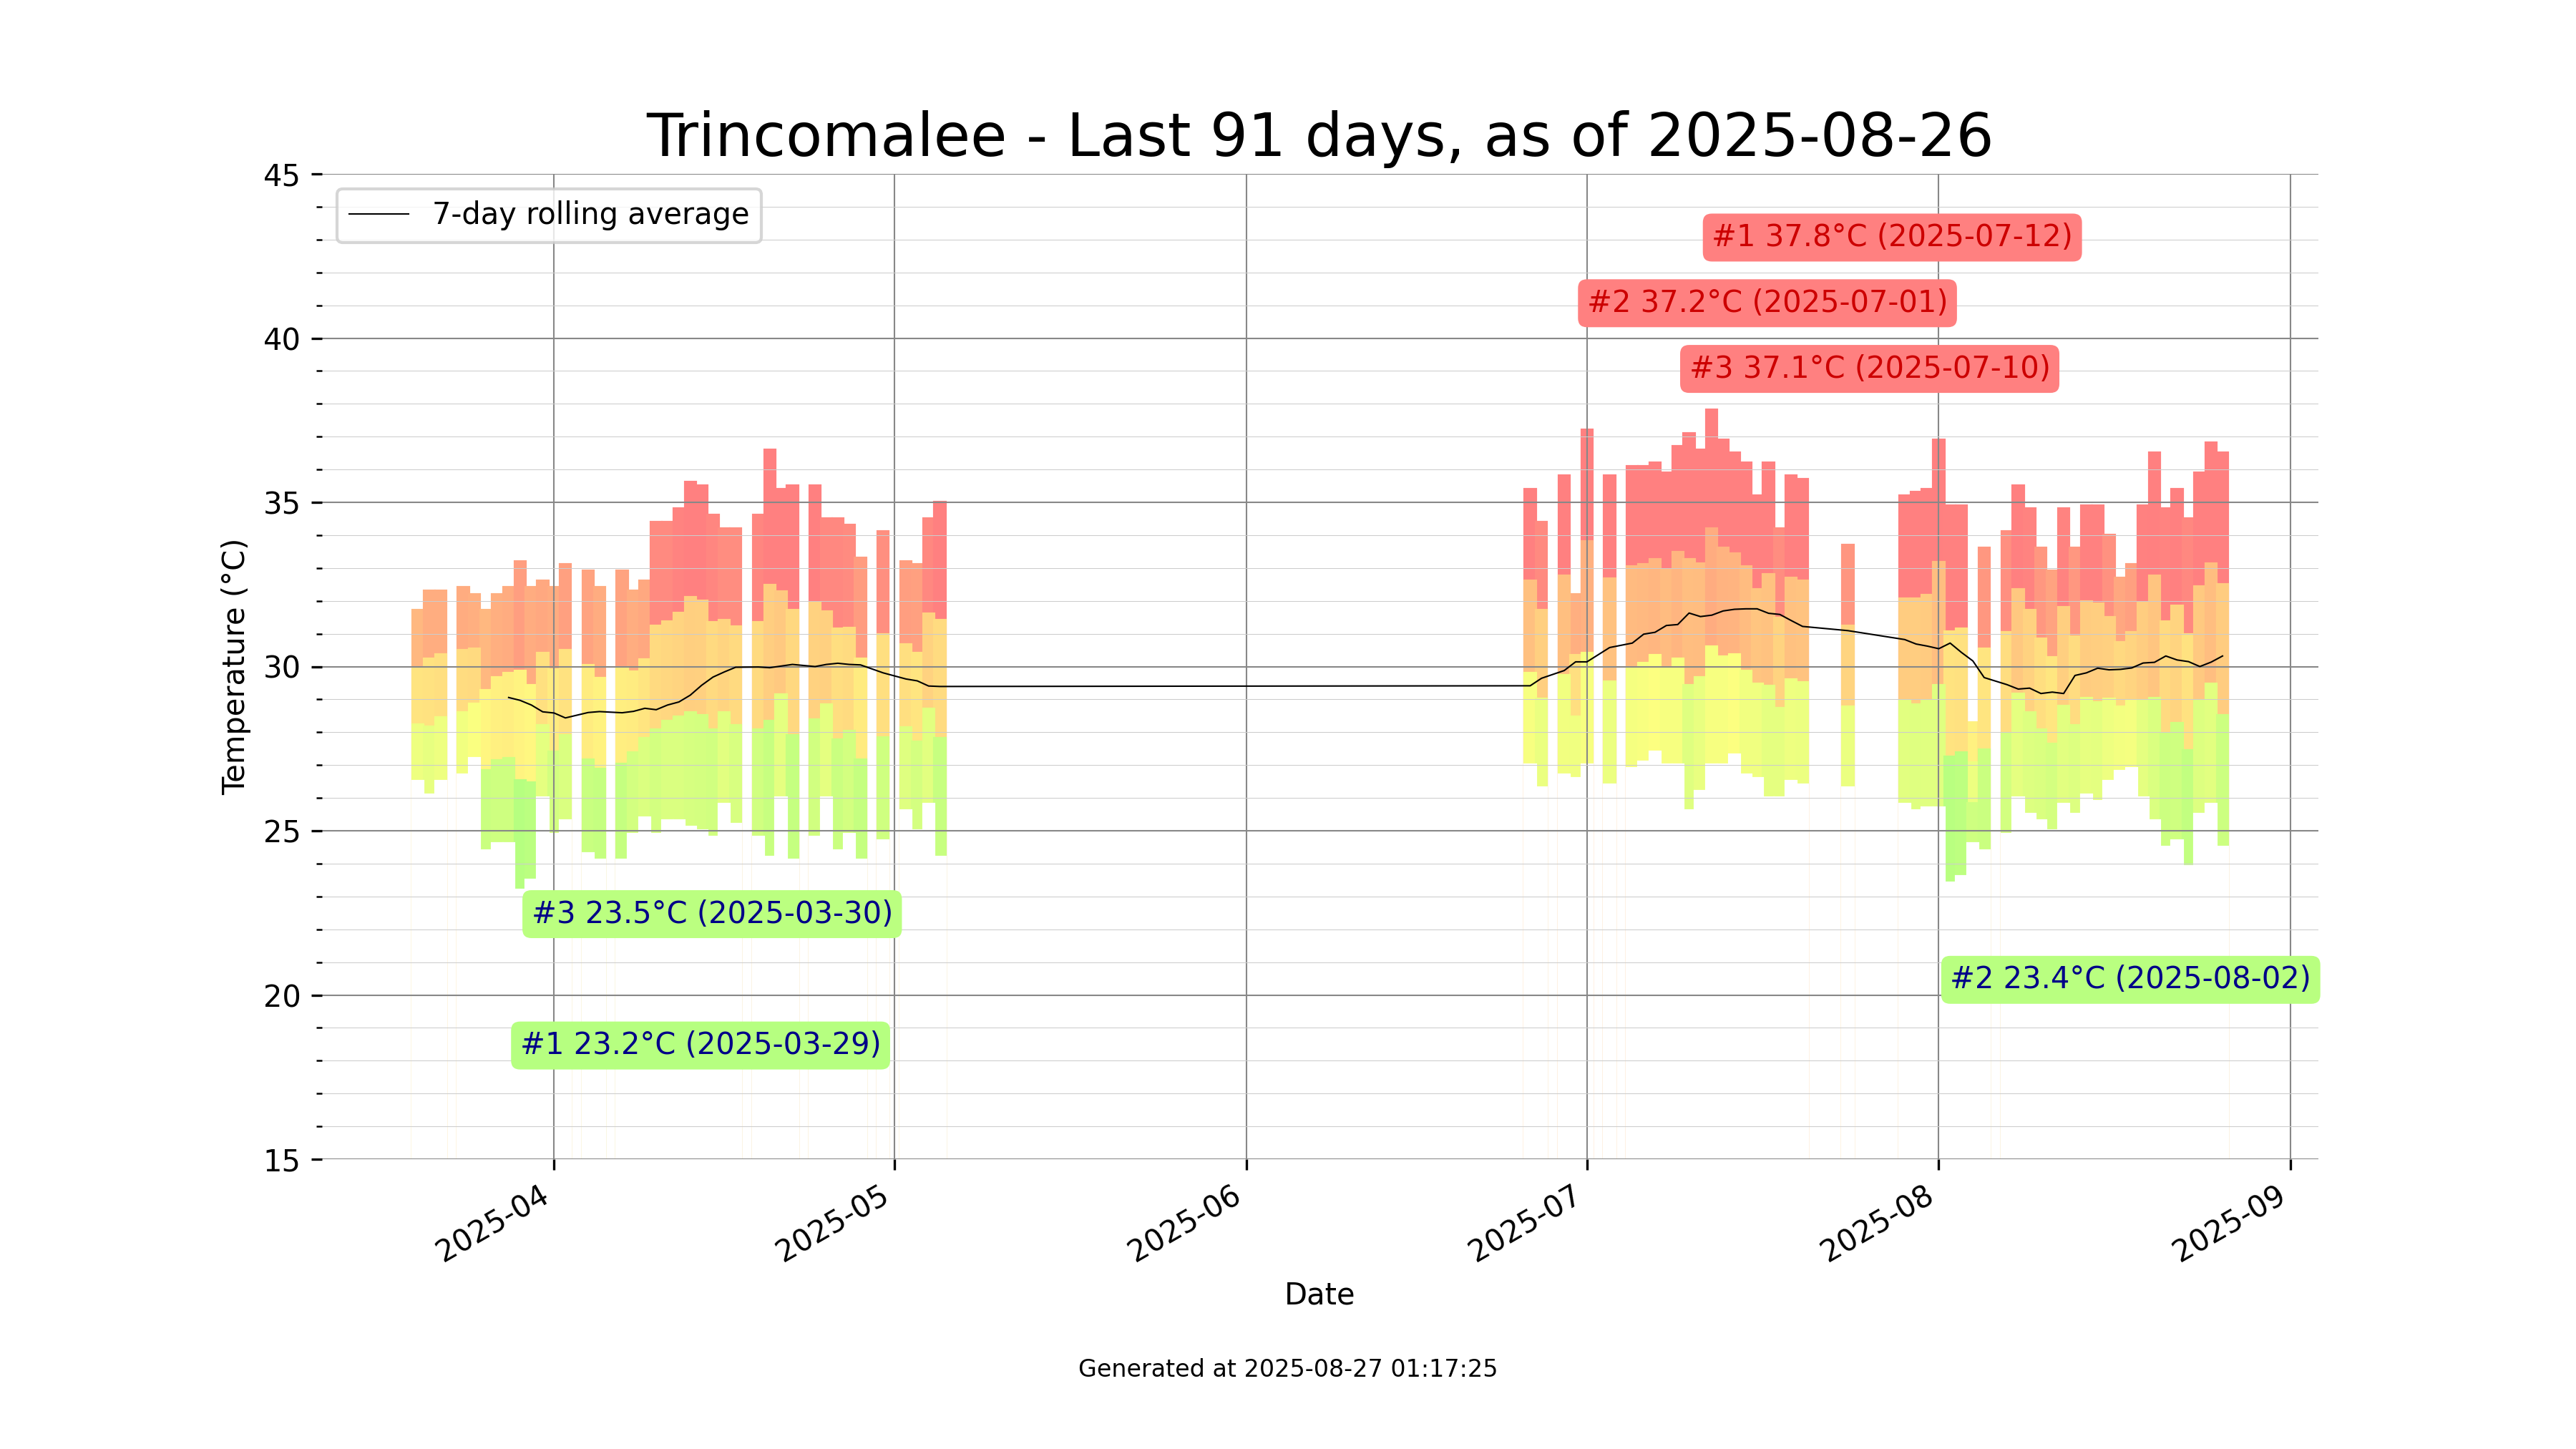 Trincomalee - Last 91 days, as of 2025-08-26
45
7-day rolling average
#1 37.8°C (2025-07-12)
#2 37.2°C (2025-07-01)
40
#3 37.1°C (2025-07-10)
35
30
Temperature (°C)
25
#3 23.5°C (2025-03-30)
#2 23.4°C (2025-08-02)
20
#1 23.2°C (2025-03-29)
15
2025-04
2025-05
2025-06
2025-07
2025-08
2025-09
Date
Generated at 2025-08-27 01:17:25